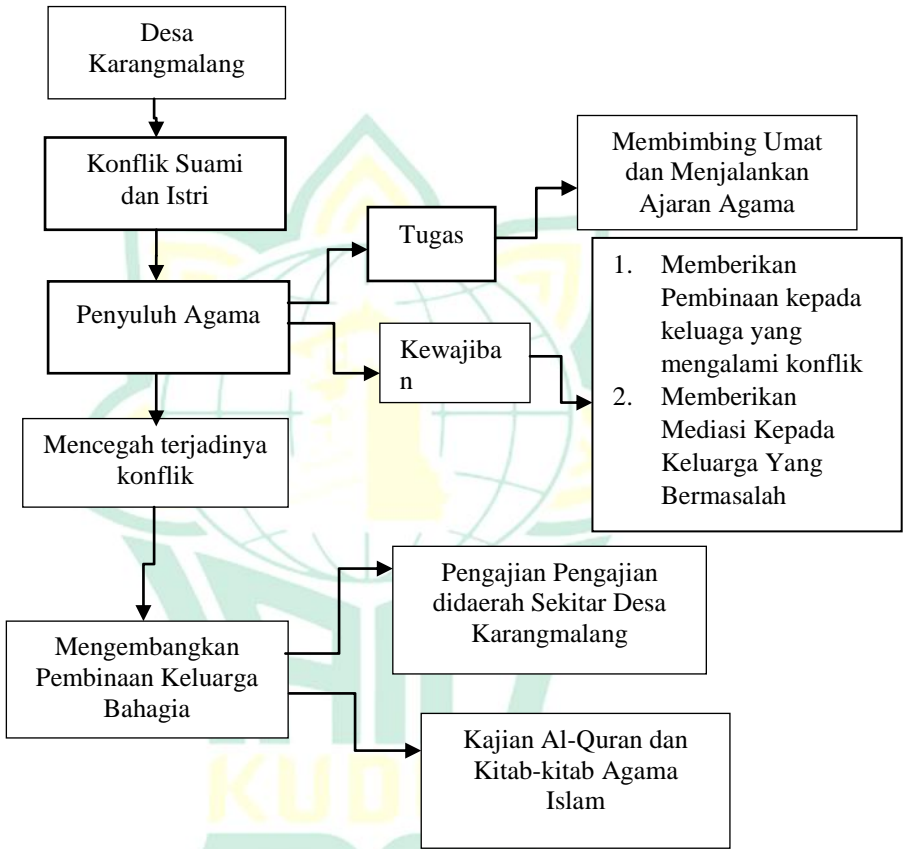 Desa
Karangmalang
Konflik Suami
dan Istri
Penyuluh Agama
Tugas
Membimbing Umat
dan Menjalankan
Ajaran Agama
Kewajiba
n
1. Memberikan
Pembinaan kepada
keluaga yang
mengalami konflik
2. Memberikan
Mediasi Kepada
Keluarga Yang
Bermasalah
Mencegah terjadinya
konflik
Mengembangkan
Pembinaan Keluarga
Bahagia
Pengajian Pengajian
didaerah Sekitar Desa
Karangmalang
Kajian Al-Quran dan
Kitab-kitab Agama
Islam